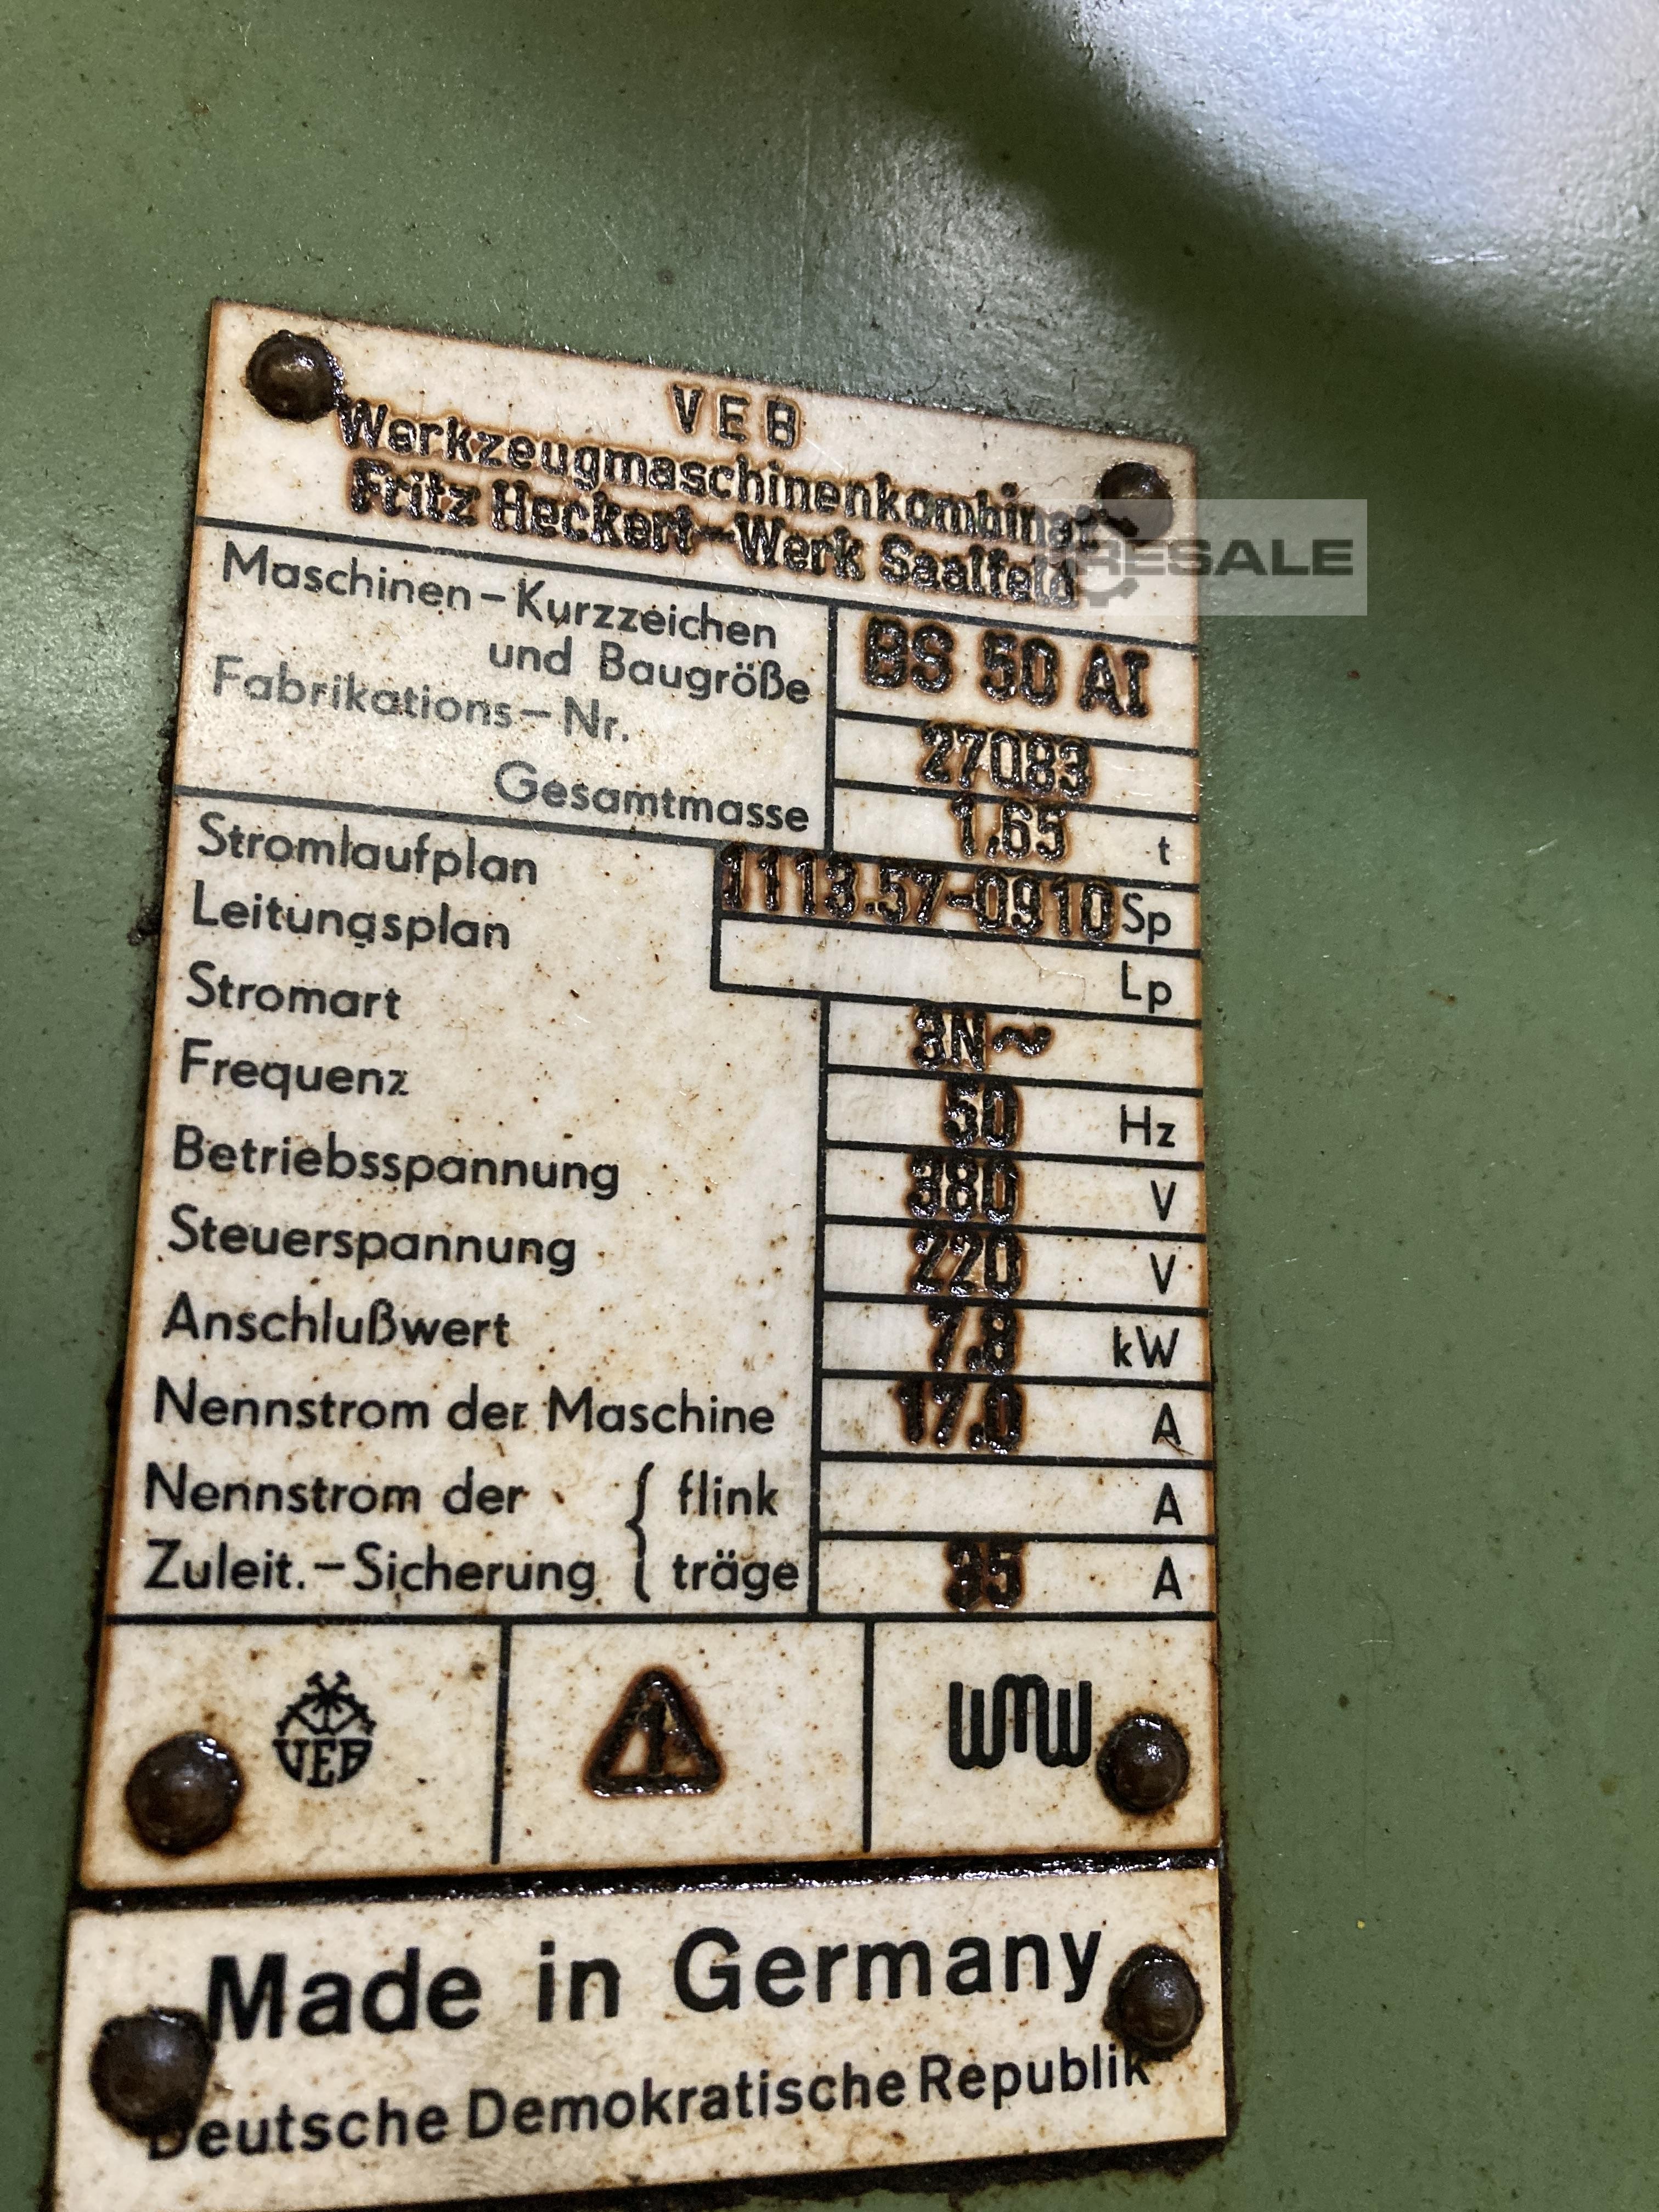 VEB
Werkzeugmaschinenkombinat
Fritz Heckert-Werk Saalfeld
RESALE
Maschinen-Kurzzeichen
und Baugröße BS 50 AI
Fabrikations-Nr. 27083
Gesamtmasse 1.65 t
Stromlaufplan 1113.57-0910 Sp
Leitungsplan Lp
Stromart 3N~
Frequenz 50 Hz
Betriebsspannung 380 V
Steuerspannung 220 V
Anschlußwert 7.8 kW
Nennstrom der Maschine 17.0 A
Nennstrom der { flink A
Zuleit.-Sicherung träge 35 A
VEB WMW
Made in Germany
Deutsche Demokratische Republik